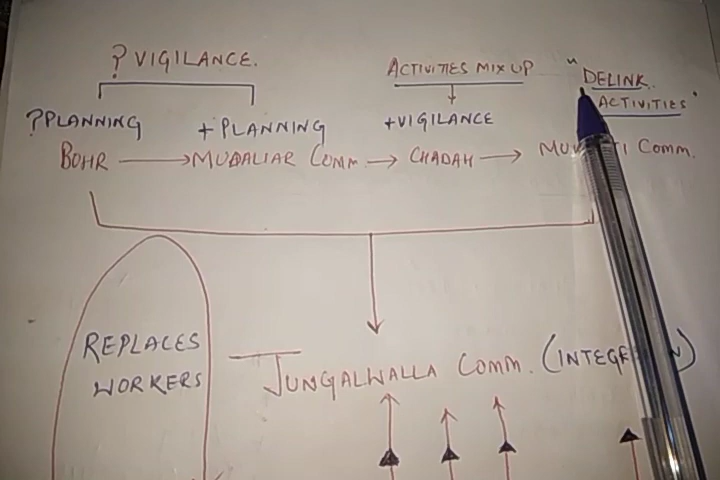 ? VIGILANCE.
ACTIVITIES MIX UP
"DELINK
ACTIVITIES"
?PLANNING
+ PLANNING
+VIGILANCE
BOHR → MUDALIAR COMM → CHADAH → COMM.
REPLACES
WORKERS
JUNGALWALLA COMM.